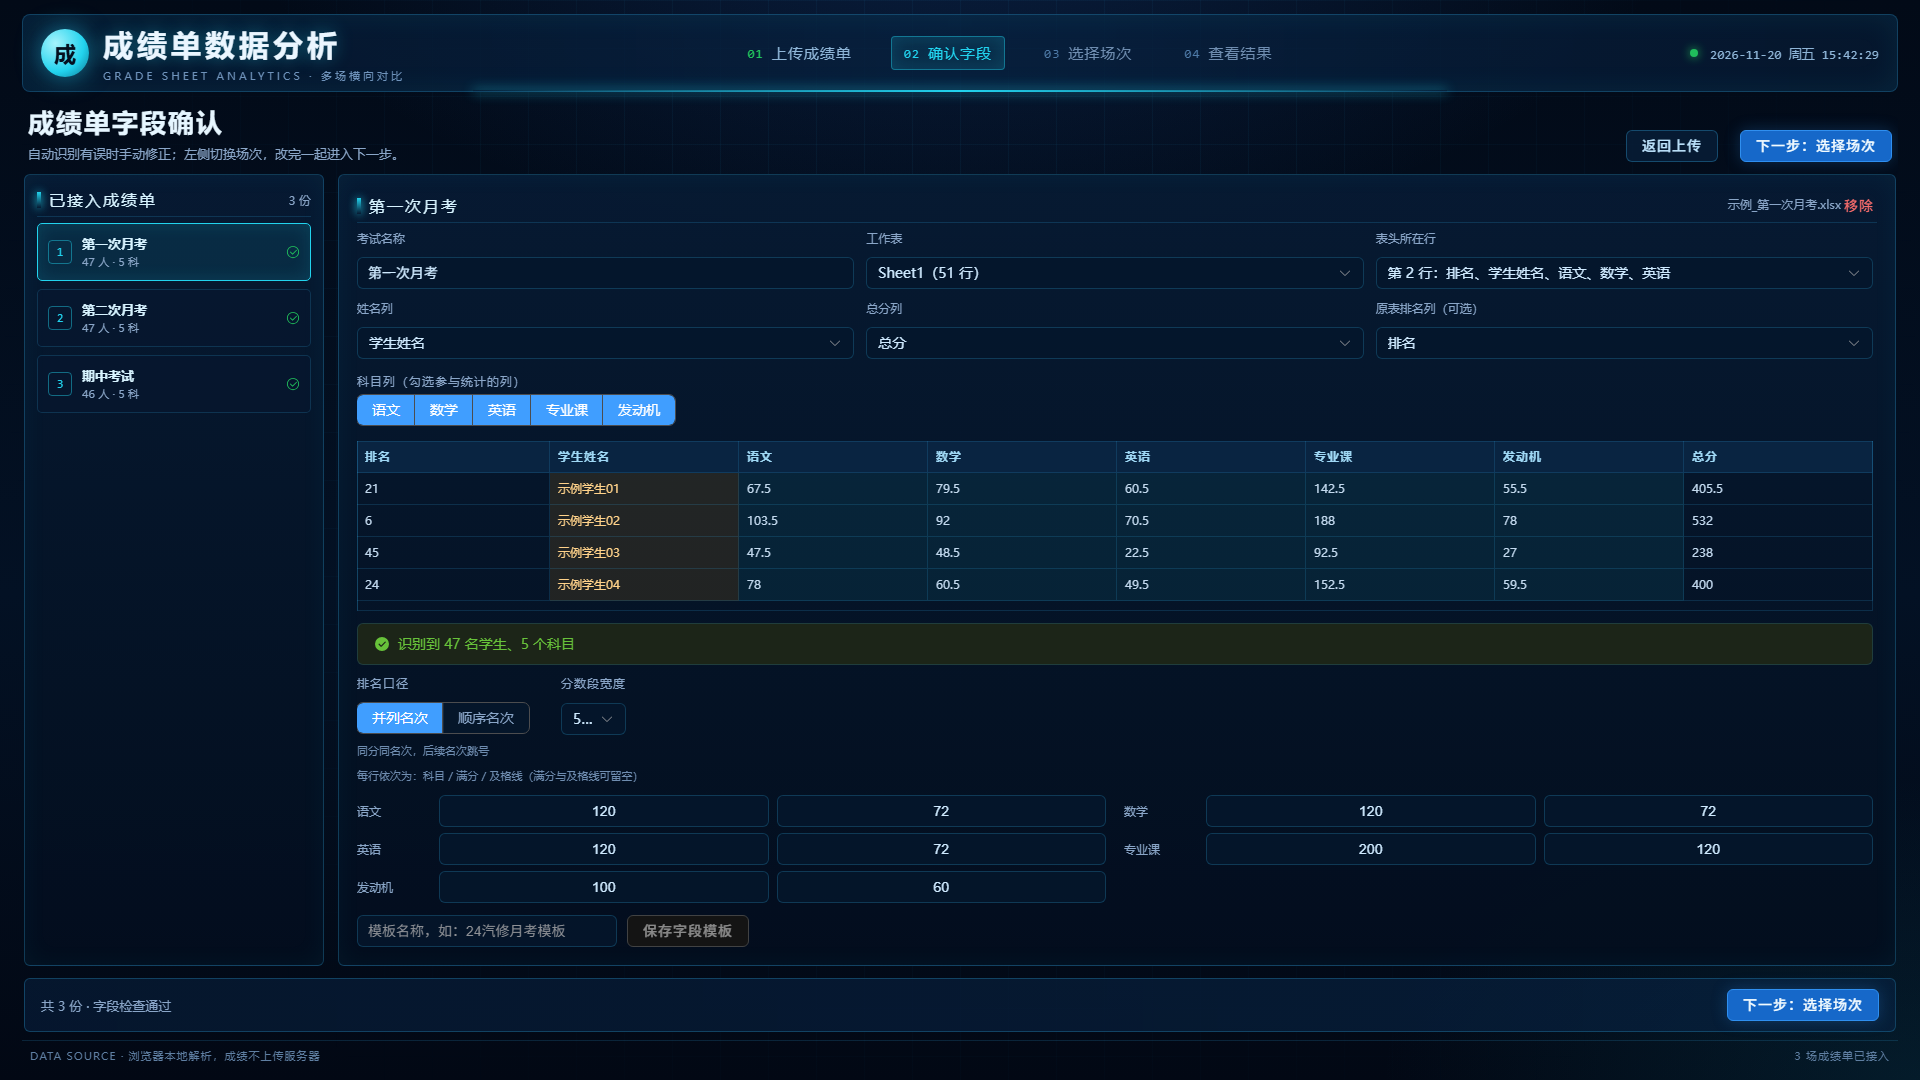 成 成绩单数据分析
GRADE SHEET ANALYTICS · 多场横向对比
01 上传成绩单 02 确认字段 03 选择场次 04 查看结果
2026-11-20 周五 15:42:29
成绩单字段确认
自动识别有误时手动修正；左侧切换场次，改完一起进入下一步。
返回上传 下一步：选择场次
已接入成绩单 3 份
1 第一次月考
47 人 · 5 科
2 第二次月考
47 人 · 5 科
3 期中考试
46 人 · 5 科
第一次月考 示例_第一次月考.xlsx 移除
考试名称 工作表 表头所在行
第一次月考 Sheet1（51 行） 第 2 行：排名、学生姓名、语文、数学、英语
姓名列 总分列 原表排名列（可选）
学生姓名 总分 排名
科目列（勾选参与统计的列）
语文 数学 英语 专业课 发动机
排名 学生姓名 语文 数学 英语 专业课 发动机 总分
21 示例学生01 67.5 79.5 60.5 142.5 55.5 405.5
6 示例学生02 103.5 92 70.5 188 78 532
45 示例学生03 47.5 48.5 22.5 92.5 27 238
24 示例学生04 78 60.5 49.5 152.5 59.5 400
识别到 47 名学生、5 个科目
排名口径 分数段宽度
并列名次 顺序名次 5...
同分同名次，后续名次跳号
每行依次为：科目 / 满分 / 及格线（满分与及格线可留空）
语文 120 72 数学 120 72
英语 120 72 专业课 200 120
发动机 100 60
模板名称，如：24汽修月考模板 保存字段模板
共 3 份 · 字段检查通过 下一步：选择场次
DATA SOURCE · 浏览器本地解析，成绩不上传服务器 3 场成绩单已接入